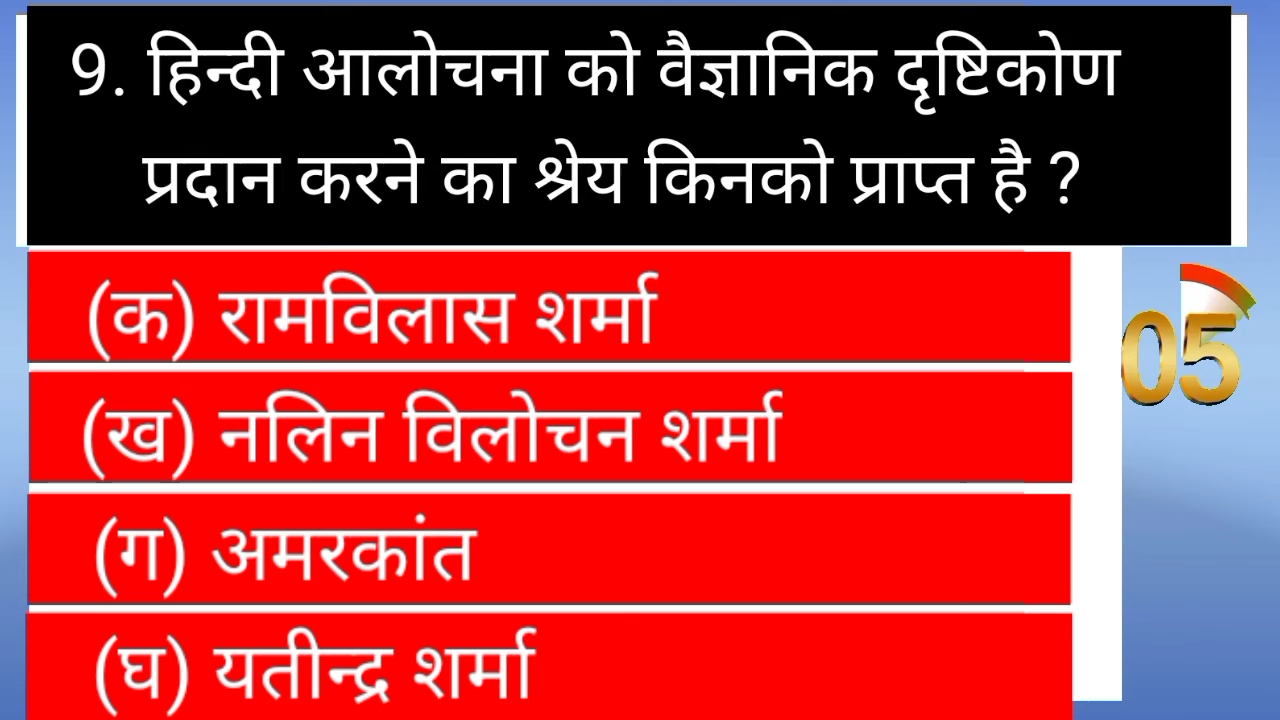 9. हिन्दी आलोचना को वैज्ञानिक दृष्टिकोण
प्रदान करने का श्रेय किनको प्राप्त है ?
(क) रामविलास शर्मा
05
(ख) नलिन विलोचन शर्मा
(ग) अमरकांत
(घ) यतीन्द्र शर्मा